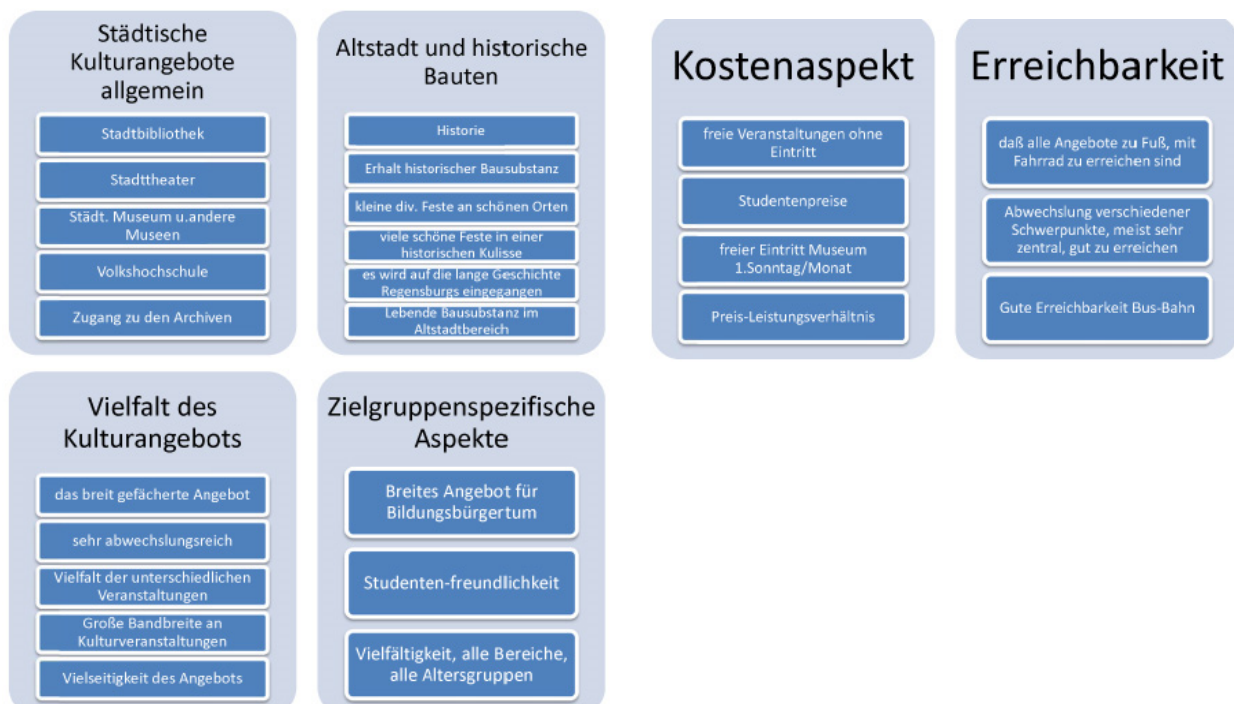 Städtische
Kulturangebote
allgemein
Stadtbibliothek
Stadttheater
Städt. Museum u.andere
Museen
Volkshochschule
Zugang zu den Archiven
Altstadt und historische
Bauten
Historie
Erhalt historischer Bausubstanz
kleine div. Feste an schönen Orten
viele schöne Feste in einer
historischen Kulisse
es wird auf die lange Geschichte
Regensburgs eingegangen
Lebende Bausubstanz im
Altstadtbereich
Kostenaspekt
freie Veranstaltungen ohne
Eintritt
Studentenpreise
freier Eintritt Museum
1.Sonntag/Monat
Preis-Leistungsverhältnis
Erreichbarkeit
daß alle Angebote zu Fuß, mit
Fahrrad zu erreichen sind
Abwechslung verschiedener
Schwerpunkte, meist sehr
zentral, gut zu erreichen
Gute Erreichbarkeit Bus-Bahn
Vielfalt des
Kulturangebots
das breit gefächerte Angebot
sehr abwechslungsreich
Vielfalt der unterschiedlichen
Veranstaltungen
Große Bandbreite an
Kulturveranstaltungen
Vielseitigkeit des Angebots
Zielgruppenspezifische
Aspekte
Breites Angebot für
Bildungsbürgertum
Studenten-freundlichkeit
Vielfältigkeit, alle Bereiche,
alle Altersgruppen